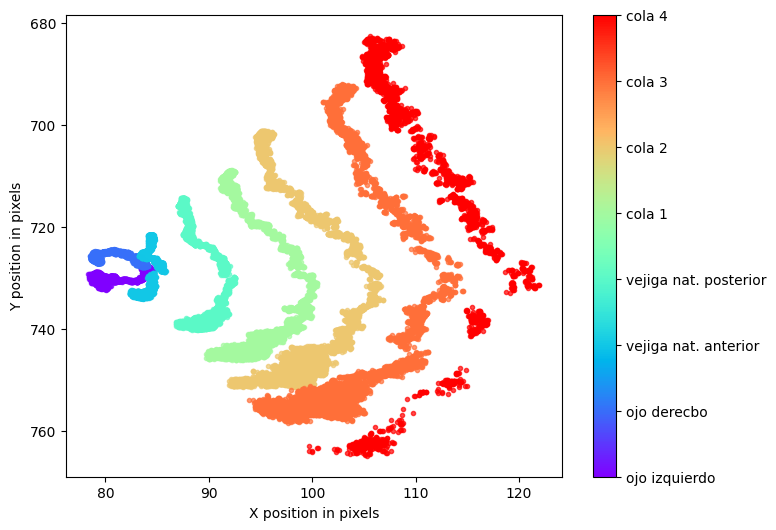 680
700
720
740
760
Y position in pixels
80
90
100
110
120
X position in pixels
cola 4
cola 3
cola 2
cola 1
vejiga nat. posterior
vejiga nat. anterior
ojo derecbo
ojo izquierdo